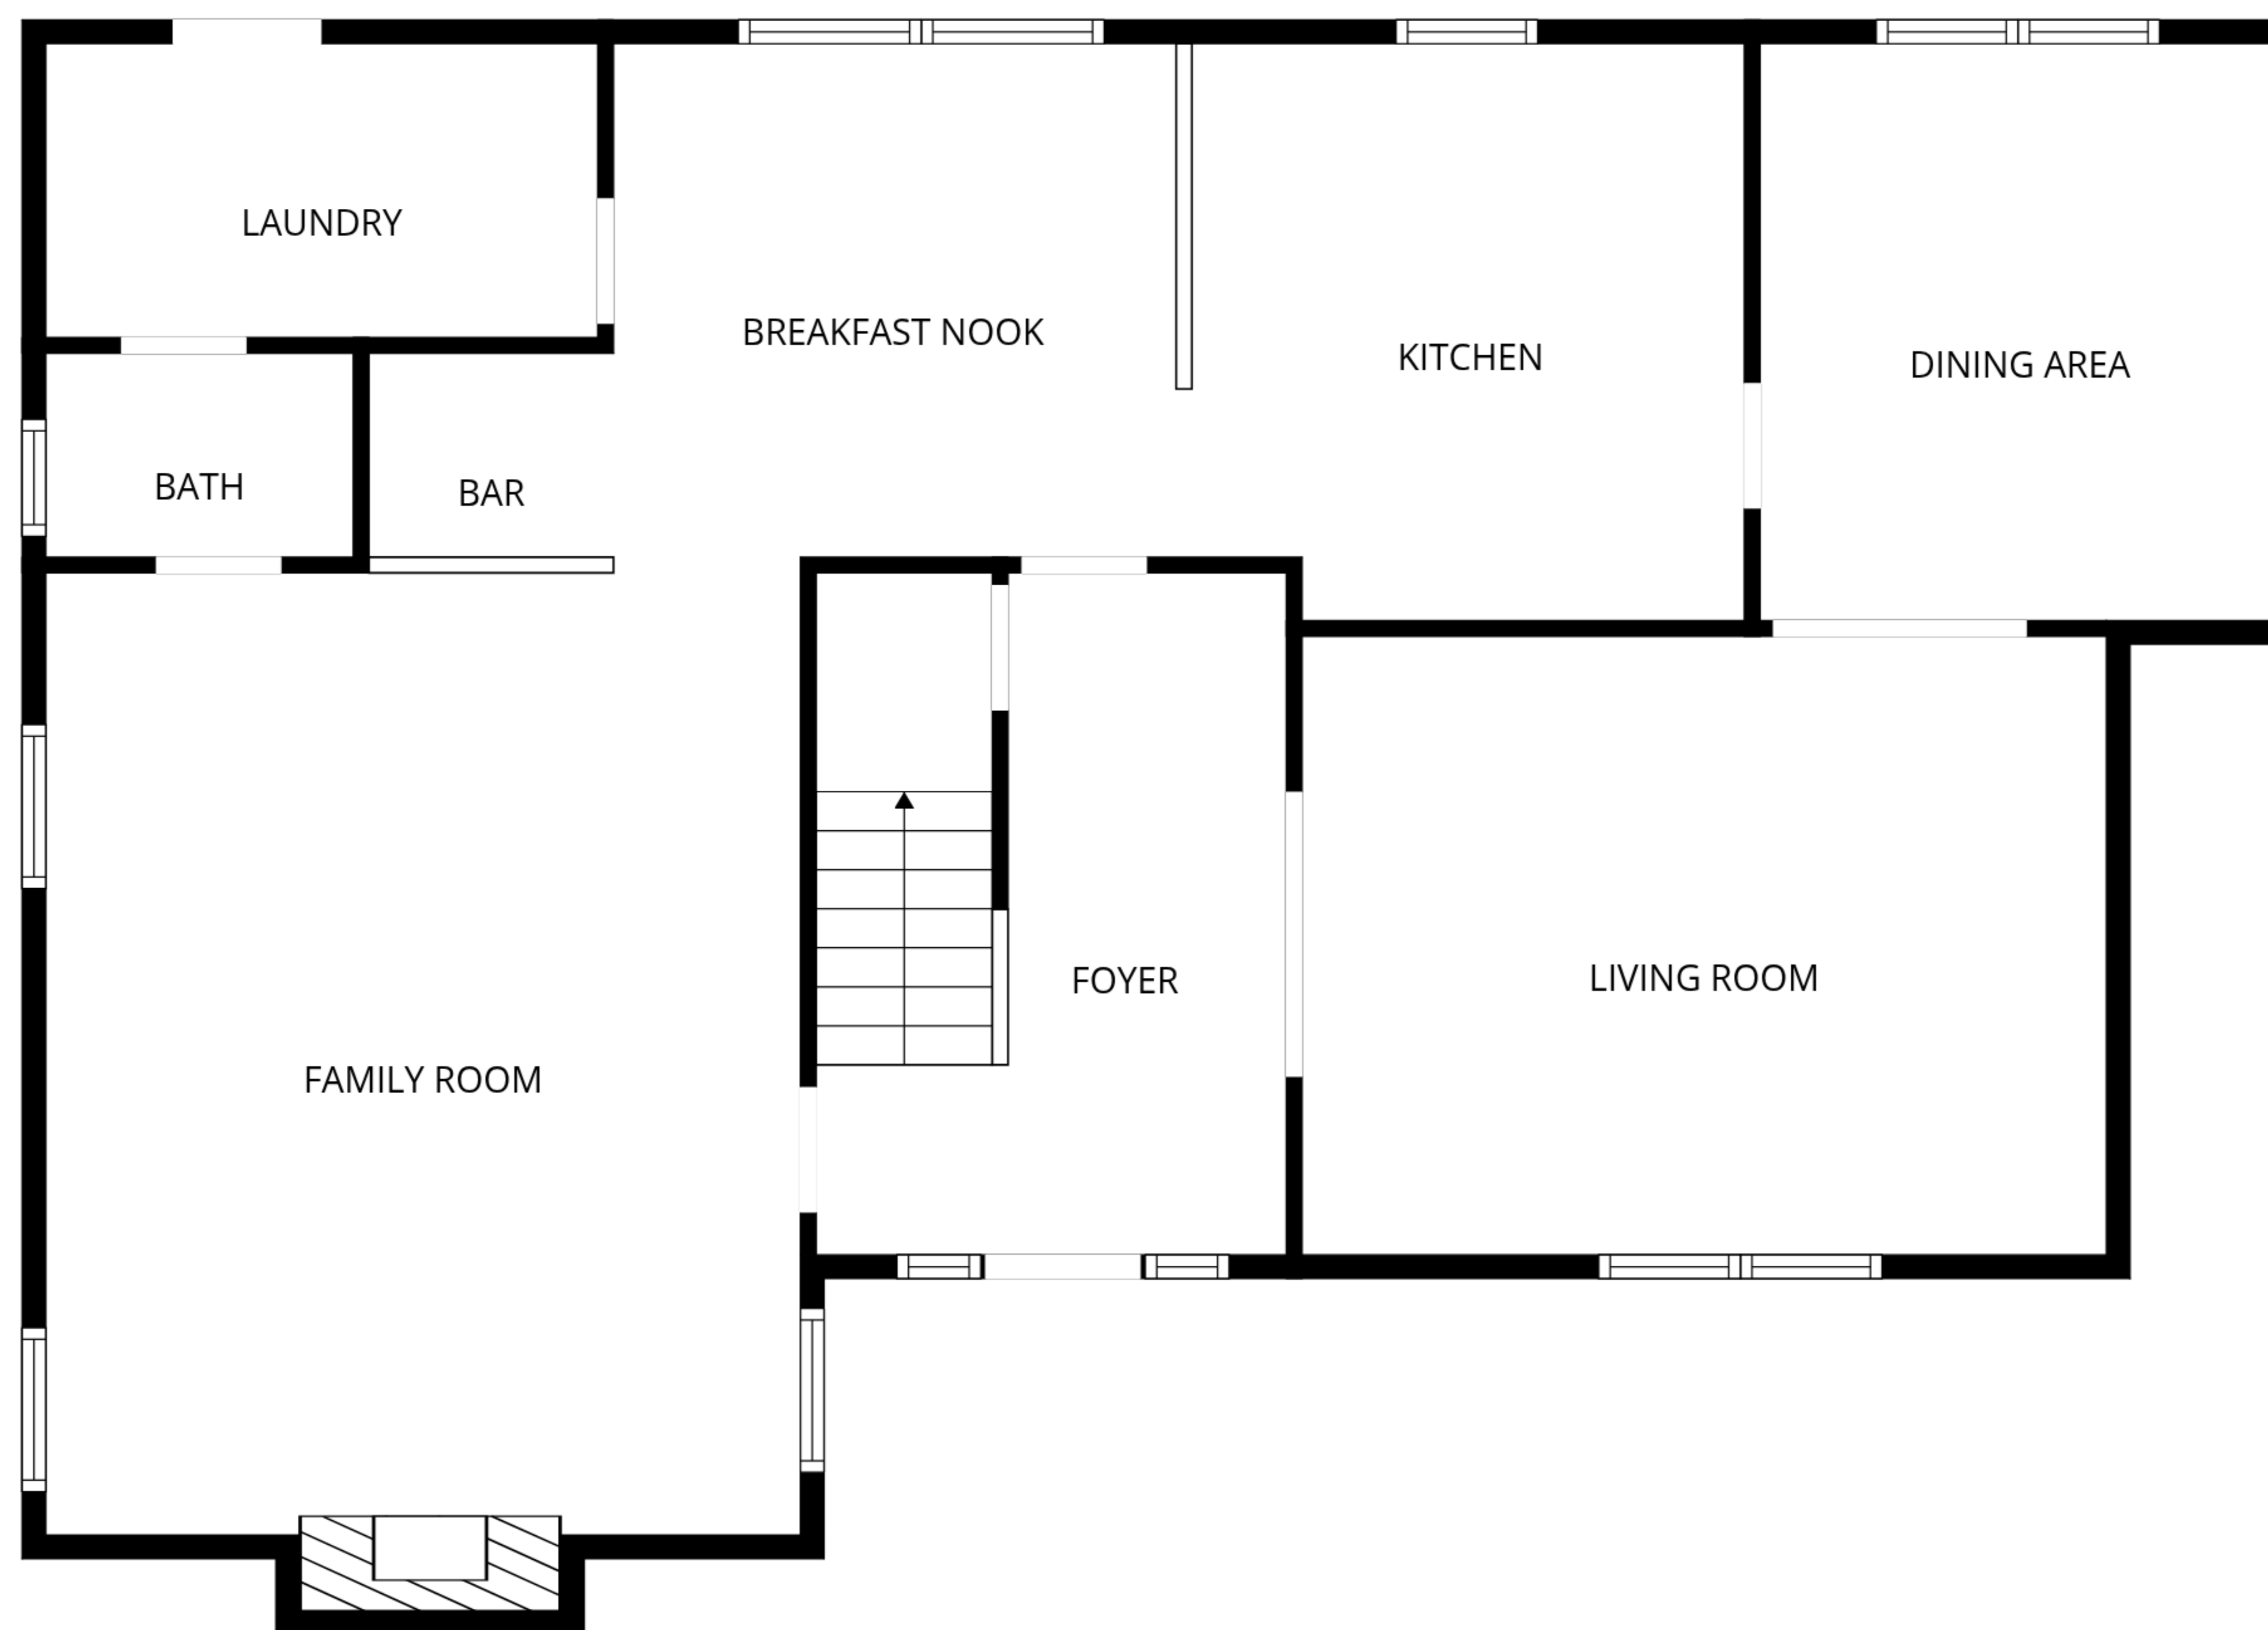 LAUNDRY
BREAKFAST NOOK
KITCHEN
DINING AREA
BATH
BAR
FOYER
LIVING ROOM
FAMILY ROOM